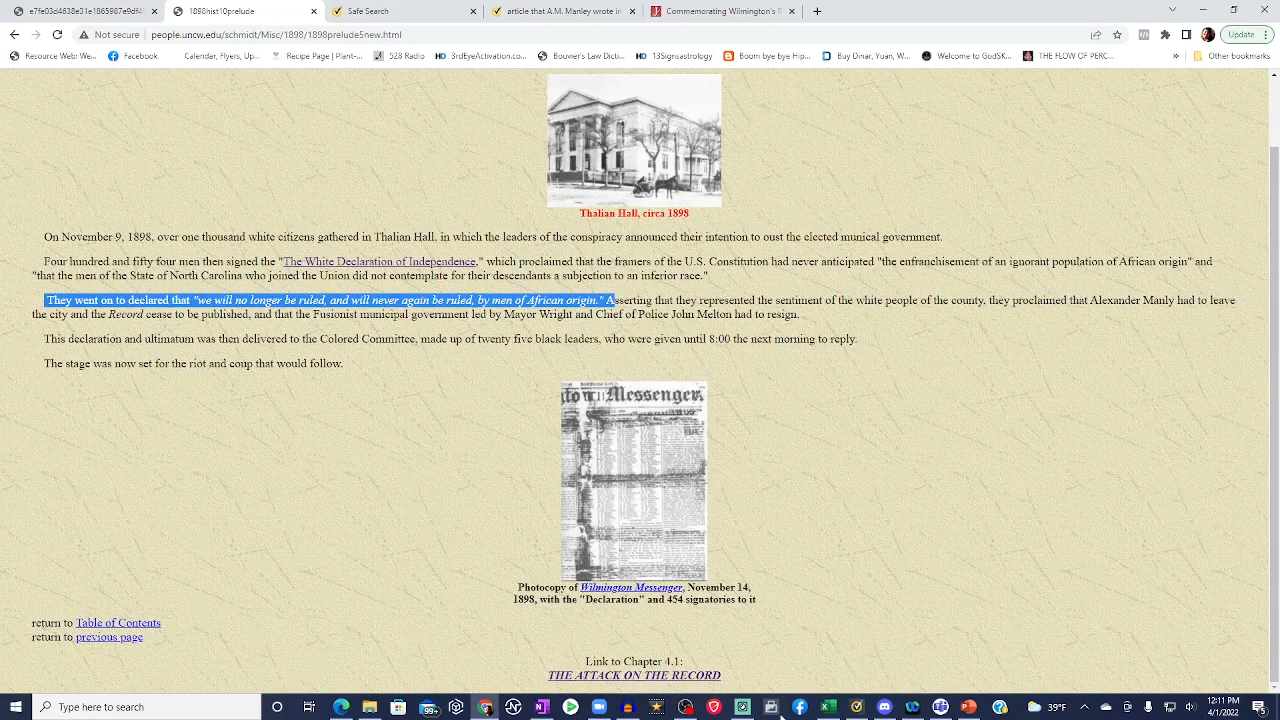 e7fe03d4638e31e1865987e9df4
1898hist10prelude
Safe Search
article that A.M. Manley wrote in
Commemorating Wilmington's
Not secure | people.uncw.edu/schmidt/Misc/1898/1898prelude5new.html
Update
Resource Web: We...
Facebook
Calendar, Flyers, Up...
Recipe Pages | Plant-...
528 Radio
3rdEyeActivation.co...
Bouvier's Law Dict...
13Signsastrology
Boom bye bye Hip...
Buy Dinar, Yuan, W...
Welcome to GodSK...
THE FLOW OF PERC...
»
Other bookmarks
Thalian Hall, circa 1898
On November 9, 1898, over one thousand white citizens gathered in Thalian Hall, in which the leaders of the conspiracy announced their intention to oust the elected munical government.
Four hundred and fifty four men then signed the "The White Declaration of Independence," which proclaimed that the framers of the U.S. Constitution had never anticipated "the enfranchisement of an ignorant population of African origin" and
"that the men of the State of North Carolina who joined the Union did not contemplate for their descendants a subjection to an inferior race."
They went on to declared that "we will no longer be ruled, and will never again be ruled, by men of African origin." Asserting that they represented the sentiment of the white people of the county, they proclaimed that Alexander Manly had to leave
the city and the Record cease to be published, and that the Fusionist municipal government led by Mayor Wright and Chief of Police John Melton had to resign.
This declaration and ultimatum was then delivered to the Colored Committee, made up of twenty five black leaders, who were given until 8:00 the next morning to reply.
The stage was now set for the riot and coup that would follow.
Messenger.
Photocopy of Wilmington Messenger, November 14,
1898, with the "Declaration" and 454 signatories to it
return to Table of Contents
return to previous page
Link to Chapter 4.1:
THE ATTACK ON THE RECORD
Type here to search
53°F
12:11 PM
4/1/2022